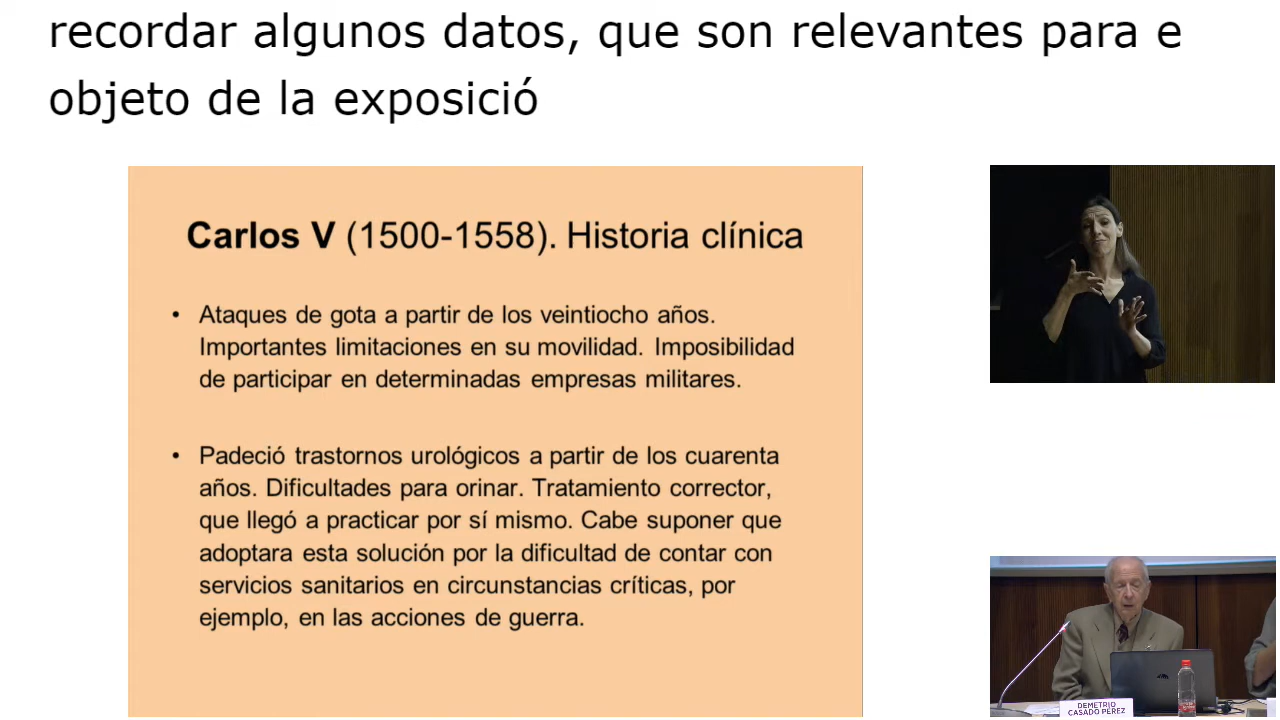 recordar algunos datos, que son relevantes para e
objeto de la exposició
Carlos V (1500-1558). Historia clínica
• Ataques de gota a partir de los veintiocho años.
Importantes limitaciones en su movilidad. Imposibilidad
de participar en determinadas empresas militares.
• Padeció trastornos urológicos a partir de los cuarenta
años. Dificultades para orinar. Tratamiento corrector,
que llegó a practicar por sí mismo. Cabe suponer que
adoptara esta solución por la dificultad de contar con
servicios sanitarios en circunstancias críticas, por
ejemplo, en las acciones de guerra.
DEMETRIO
CASADO PÉREZ